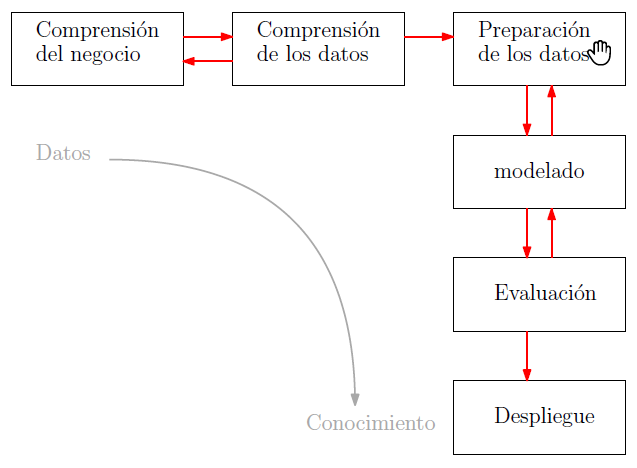 Comprensión
del negocio
Comprensión
de los datos
Preparación
de los datos
Datos
modelado
Evaluación
Conocimiento
Despliegue